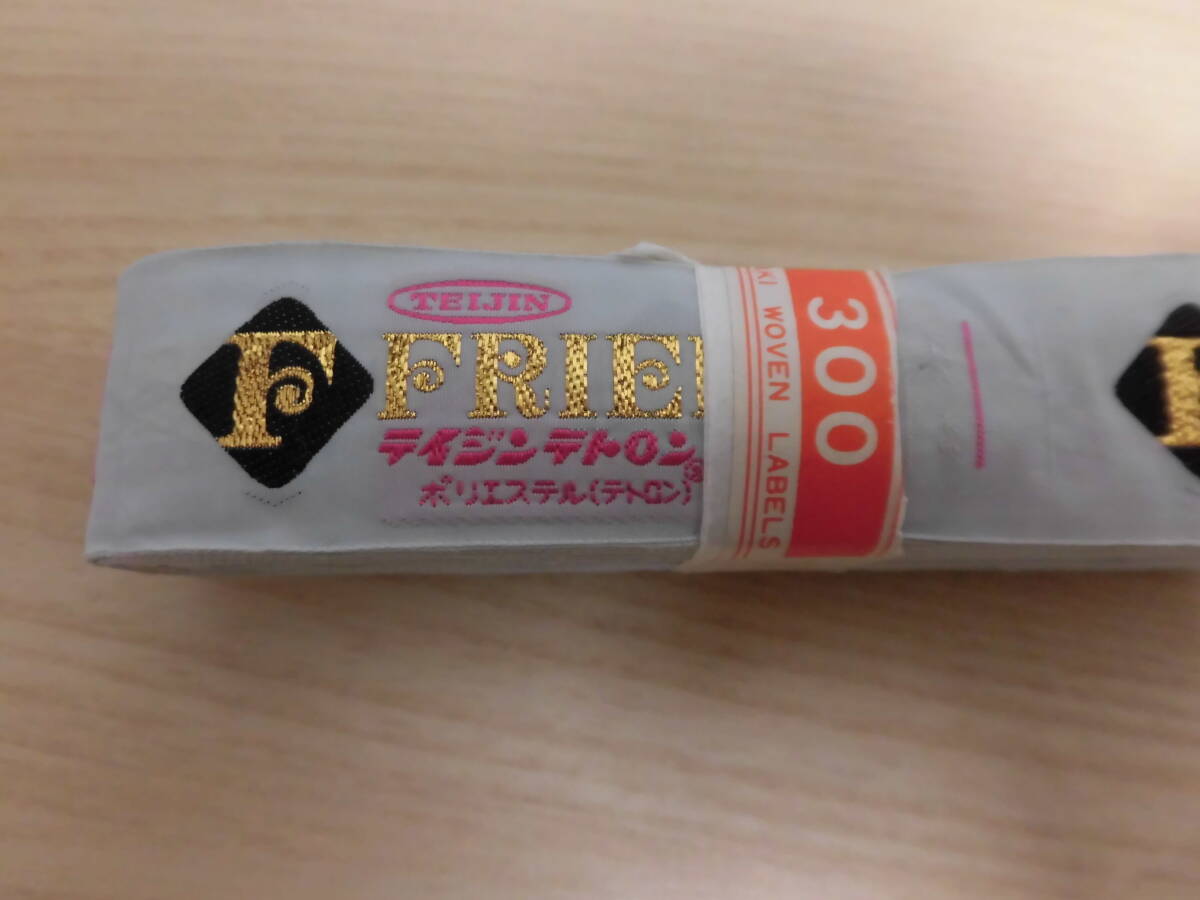 F
TEIJIN
FRIE
テイジンテトロン®
ポリエステル(テトロン)
300
WOVEN LABELS